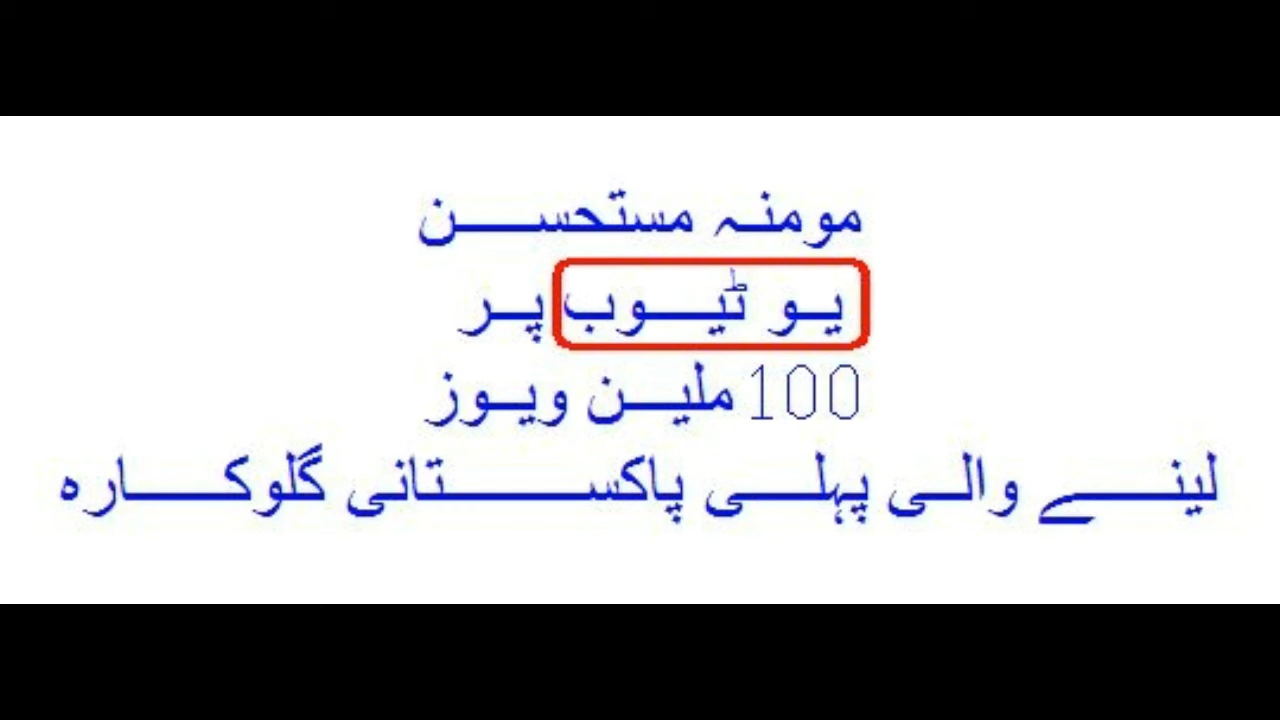 مومنہ مستحسن
یو ٹیوب پر
100 ملین ویوز
لینے والی پہلی پاکستانی گلوکارہ